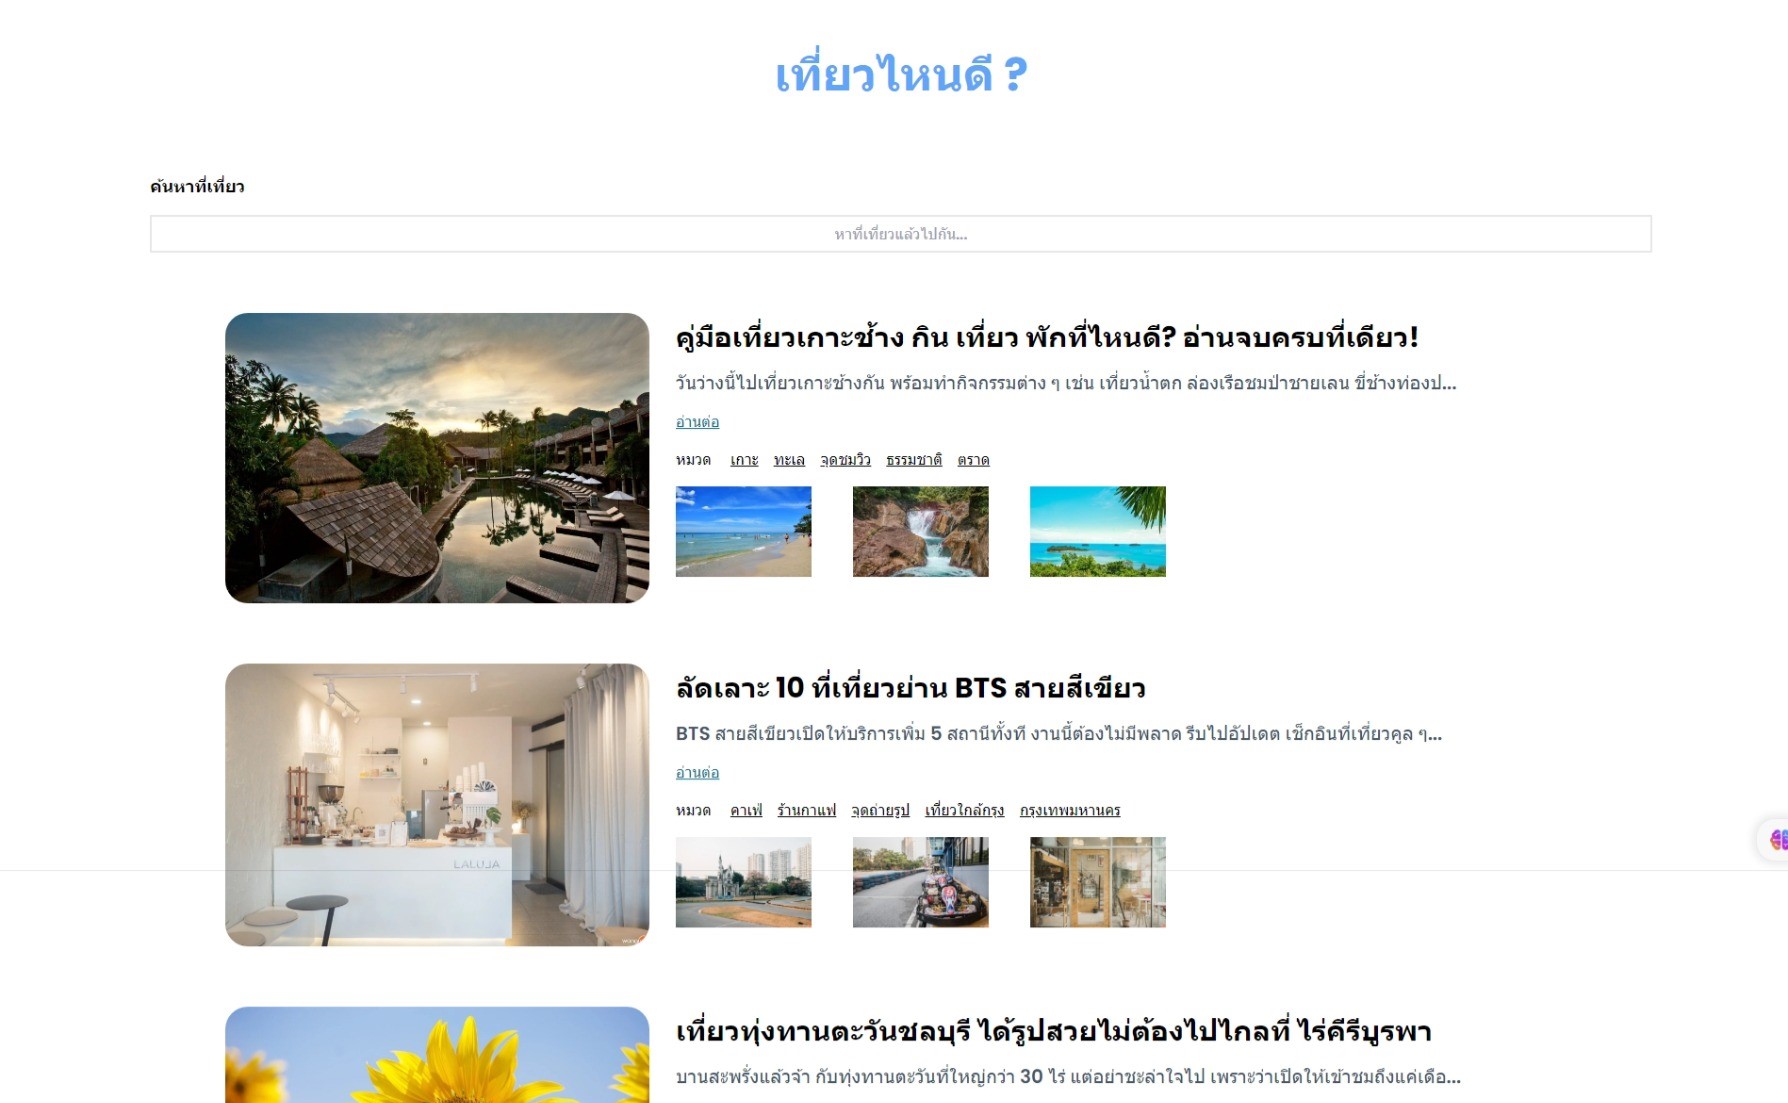 เที่ยวไหนดี ?
ค้นหาที่เที่ยว
หาที่เที่ยวแล้วไปกัน...
คู่มือเที่ยวเกาะช้าง กิน เที่ยว พักที่ไหนดี? อ่านจบครบที่เดียว!
วันว่างนี้ไปเที่ยวเกาะช้างกัน พร้อมทำกิจกรรมต่าง ๆ เช่น เที่ยวน้ำตก ล่องเรือชมป่าชายเลน ขี่ช้างท่องป...
อ่านต่อ
หมวด เกาะ ทะเล จุดชมวิว ธรรมชาติ ตราด
ลัดเลาะ 10 ที่เที่ยวย่าน BTS สายสีเขียว
BTS สายสีเขียวเปิดให้บริการเพิ่ม 5 สถานีทั้งที งานนี้ต้องไม่มีพลาด รีบไปอัปเดต เช็กอินที่เที่ยวคูล ๆ...
อ่านต่อ
หมวด คาเฟ่ ร้านกาแฟ จุดถ่ายรูป เที่ยวใกล้กรุง กรุงเทพมหานคร
LALUJA
เที่ยวทุ่งทานตะวันชลบุรี ได้รูปสวยไม่ต้องไปไกลที่ ไร่คีรีบูรพา
บานสะพรั่งแล้วจ้า กับทุ่งทานตะวันที่ใหญ่กว่า 30 ไร่ แต่อย่าชะล่าใจไป เพราะว่าเปิดให้เข้าชมถึงแค่เดือ...